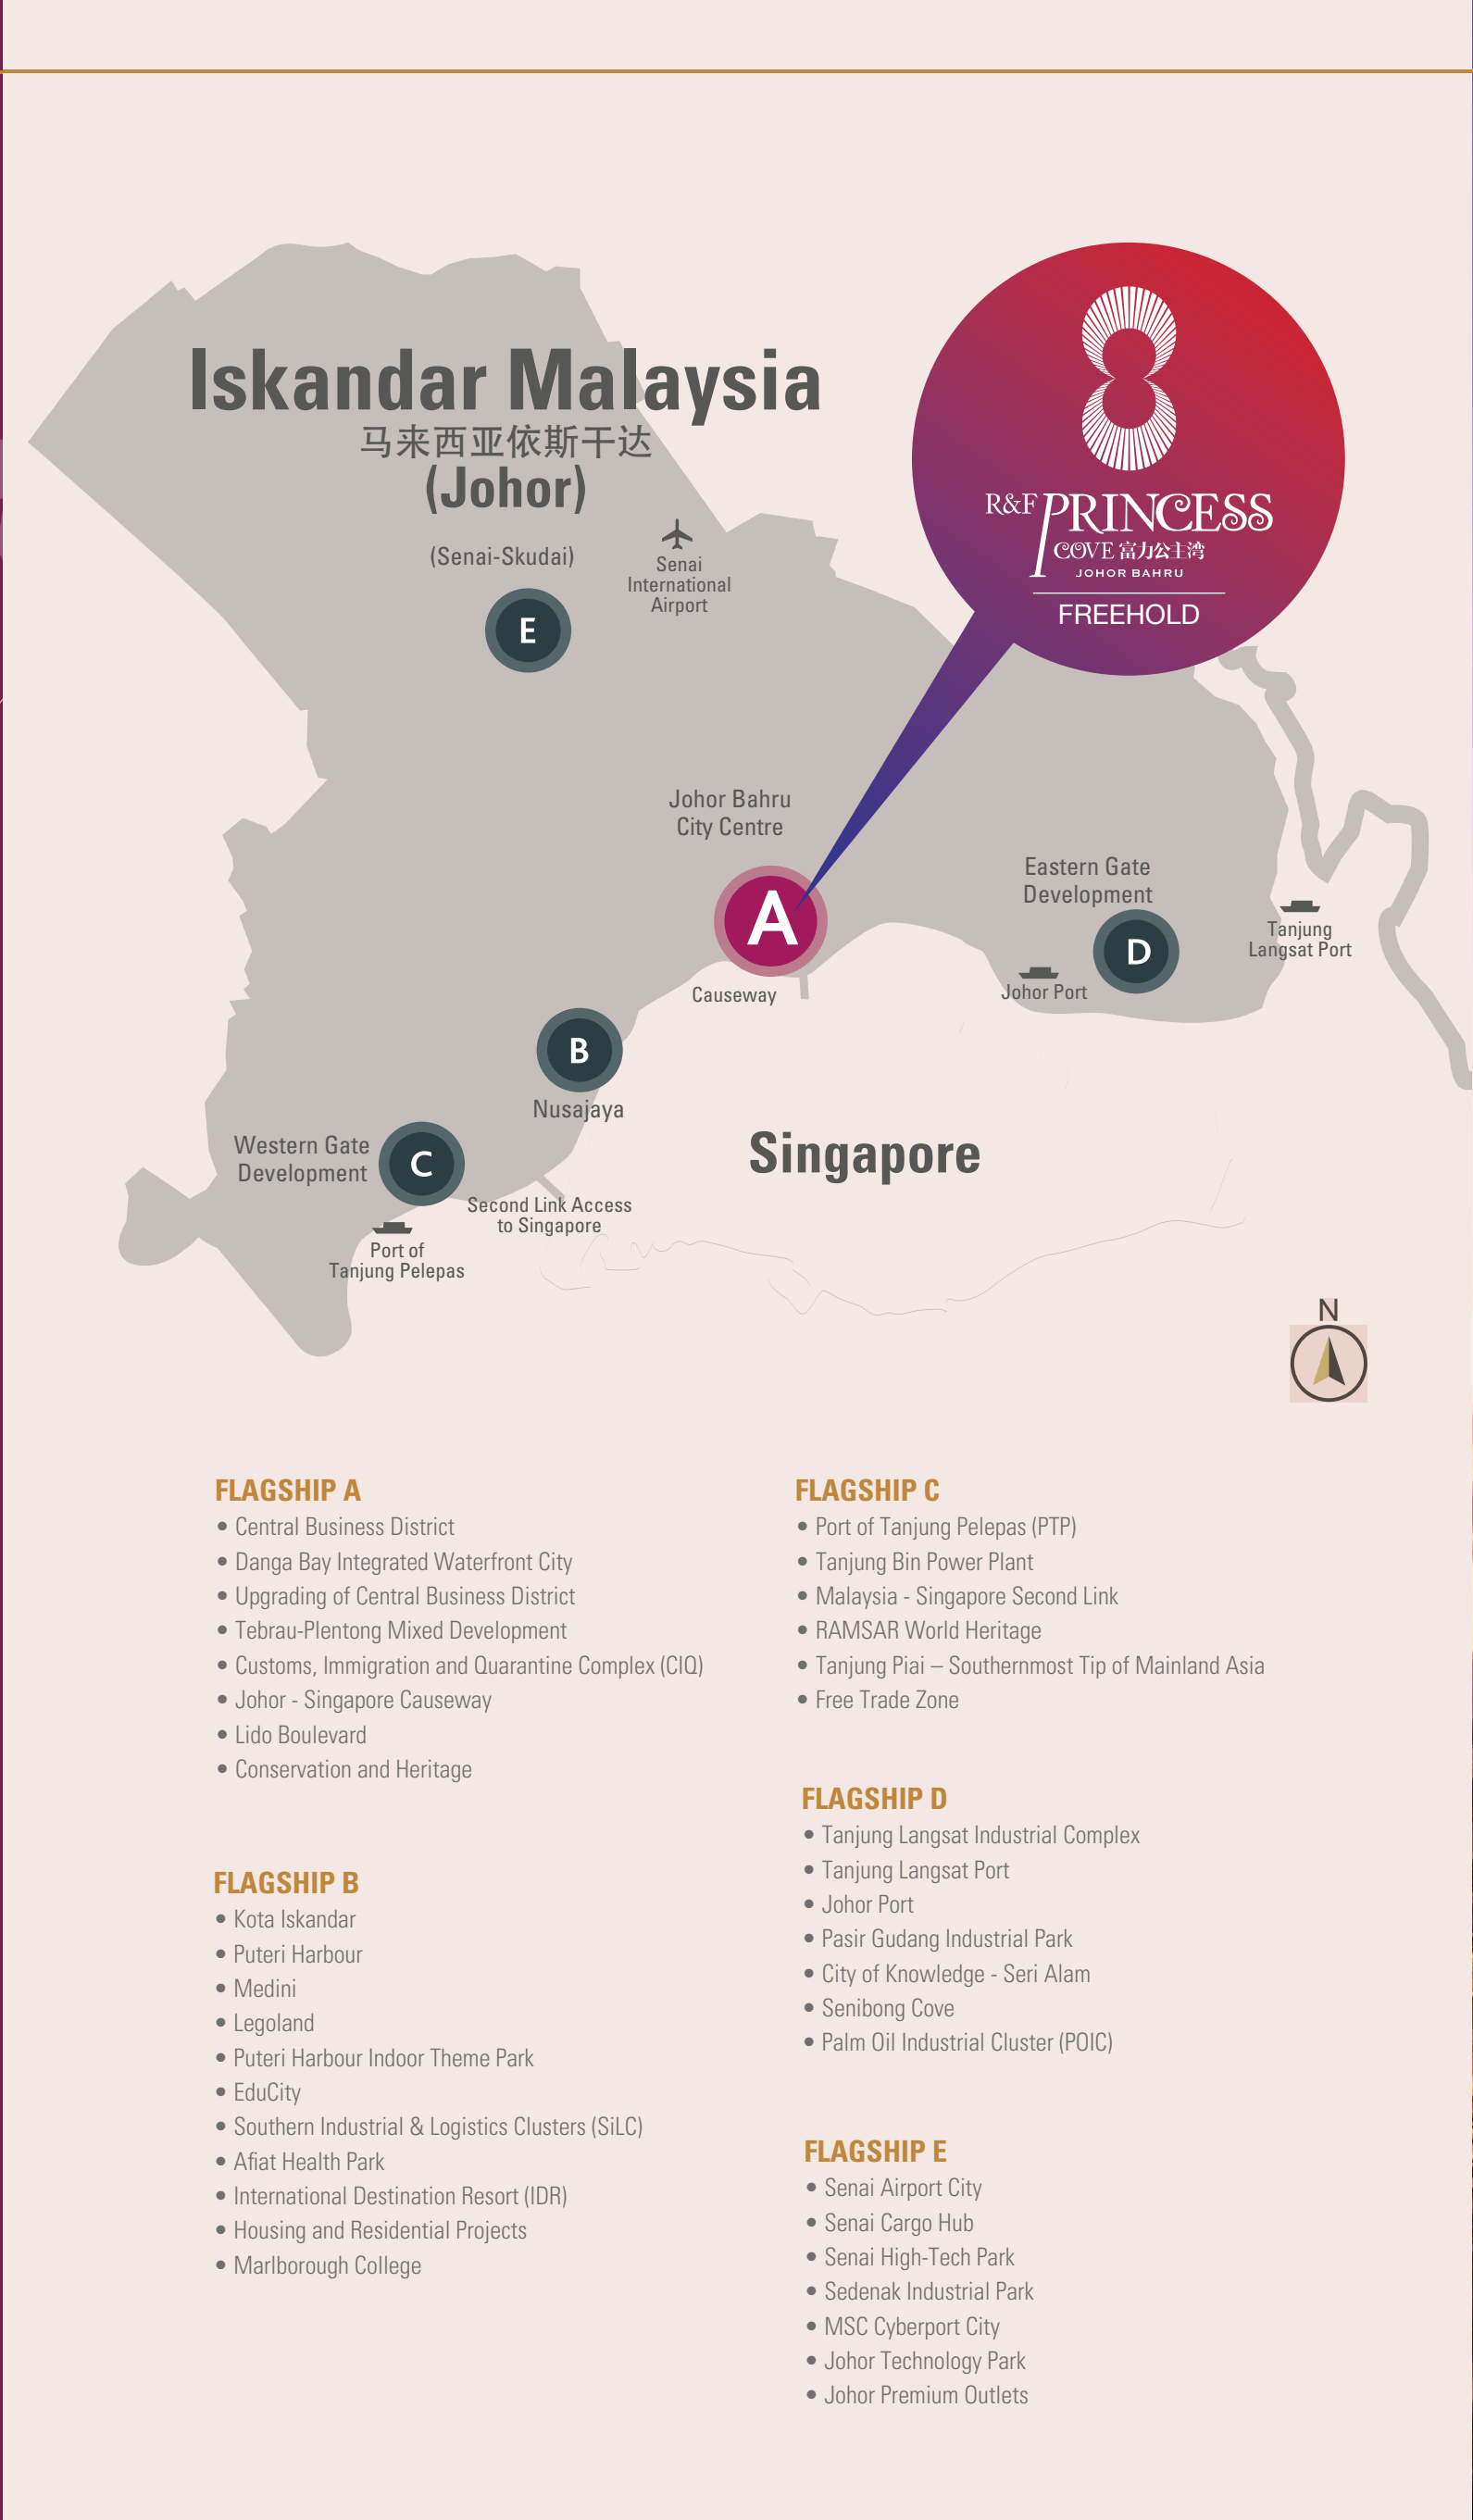 Iskandar Malaysia
马来西亚依斯干达
(Johor)
R&F PRINCESS
COVE 富力公主湾
JOHOR BAHRU
FREEHOLD
(Senai-Skudai)
E
Senai
International
Airport
Johor Bahru
City Centre
A
Causeway
Eastern Gate
Development
D
Tanjung
Langsat Port
Johor Port
B
Nusajaya
Western Gate
Development
C
Second Link Access
to Singapore
Port of
Tanjung Pelepas
Singapore
N
FLAGSHIP A
• Central Business District
• Danga Bay Integrated Waterfront City
• Upgrading of Central Business District
• Tebrau-Plentong Mixed Development
• Customs, Immigration and Quarantine Complex (CIQ)
• Johor - Singapore Causeway
• Lido Boulevard
• Conservation and Heritage
FLAGSHIP B
• Kota Iskandar
• Puteri Harbour
• Medini
• Legoland
• Puteri Harbour Indoor Theme Park
• EduCity
• Southern Industrial & Logistics Clusters (SiLC)
• Afiat Health Park
• International Destination Resort (IDR)
• Housing and Residential Projects
• Marlborough College
FLAGSHIP C
• Port of Tanjung Pelepas (PTP)
• Tanjung Bin Power Plant
• Malaysia - Singapore Second Link
• RAMSAR World Heritage
• Tanjung Piai – Southernmost Tip of Mainland Asia
• Free Trade Zone
FLAGSHIP D
• Tanjung Langsat Industrial Complex
• Tanjung Langsat Port
• Johor Port
• Pasir Gudang Industrial Park
• City of Knowledge - Seri Alam
• Senibong Cove
• Palm Oil Industrial Cluster (POIC)
FLAGSHIP E
• Senai Airport City
• Senai Cargo Hub
• Senai High-Tech Park
• Sedenak Industrial Park
• MSC Cyberport City
• Johor Technology Park
• Johor Premium Outlets